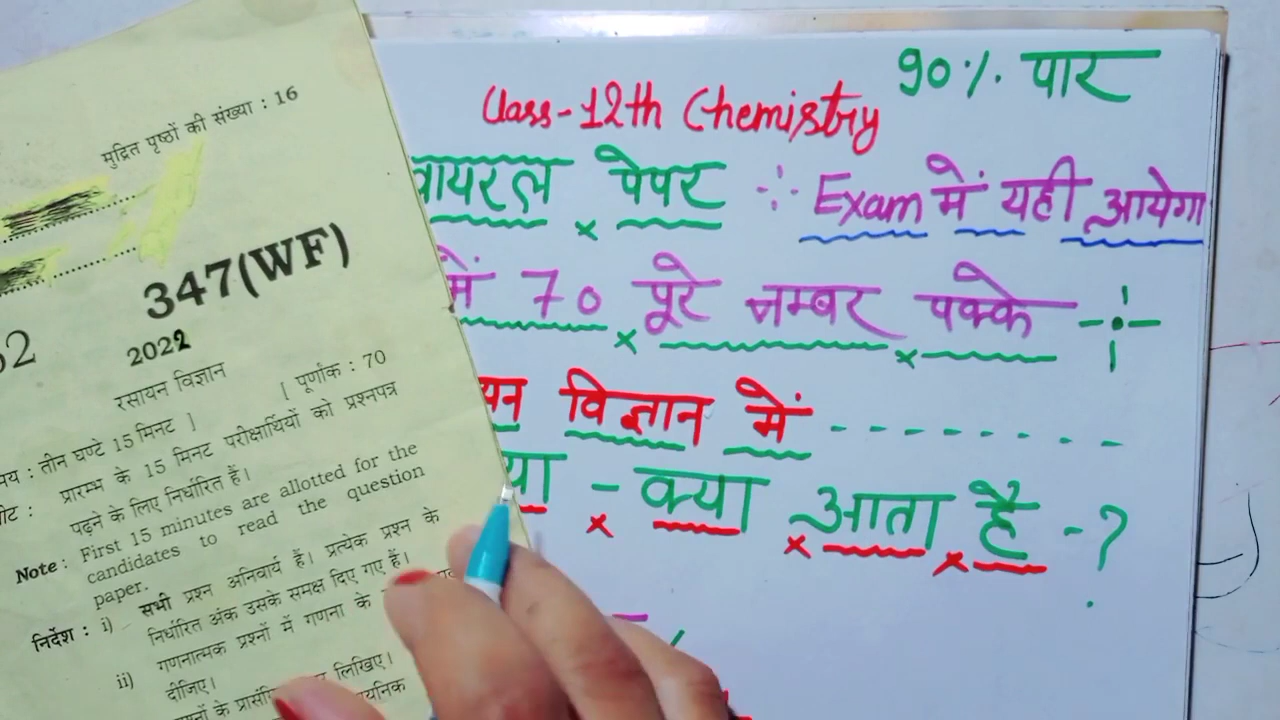 मुद्रित पृष्ठों की संख्या : 16
347(WF)
2022
रसायन विज्ञान
तीन घण्टे 15 मिनट ] [ पूर्णांक : 70
प्रारम्भ के 15 मिनट परीक्षार्थियों को प्रश्नपत्र
पढ़ने के लिए निर्धारित हैं।
Note : First 15 minutes are allotted for the
candidates to read the question
paper.
निर्देश : i) सभी प्रश्न अनिवार्य हैं। प्रत्येक प्रश्न के
निर्धारित अंक उसके समक्ष दिए गए हैं।
ii) गणनात्मक प्रश्नों में गणना के
दीजिए।
के लिखिए।
90% पार
Class-12th Chemistry
वायरल पेपर Exam में यही आयेगा
में 70 पूरे नम्बर पक्के
विज्ञान में - - - - - - - - -
- क्या आता है - ?